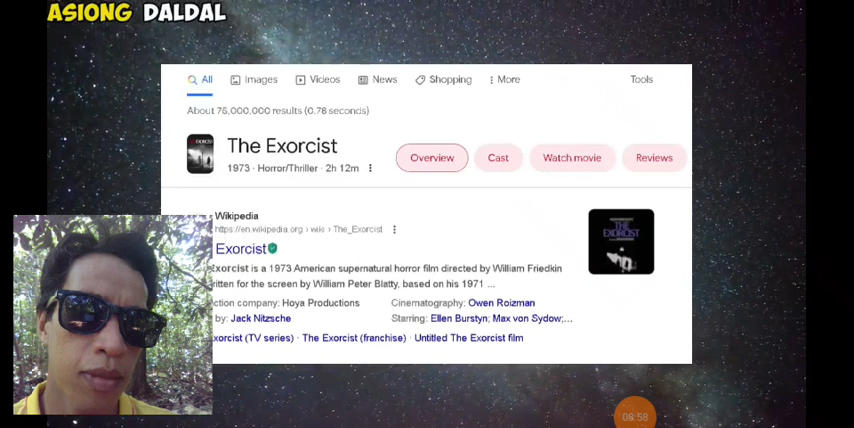 ASIONG DALDAL
All Images Videos News Shopping More Tools
About 75,000,000 results (0.78 seconds)
The Exorcist
1973 · Horror/Thriller · 2h 12m
Overview Cast Watch movie Reviews
Wikipedia
https://en.wikipedia.org › wiki › The_Exorcist
Exorcist
xorcist is a 1973 American supernatural horror film directed by William Friedkin
ritten for the screen by William Peter Blatty, based on his 1971 ...
ction company: Hoya Productions Cinematography: Owen Roizman
by: Jack Nitzsche Starring: Ellen Burstyn; Max von Sydow;...
xorcist (TV series) · The Exorcist (franchise) · Untitled The Exorcist film
THE
EXORCIST
08:58